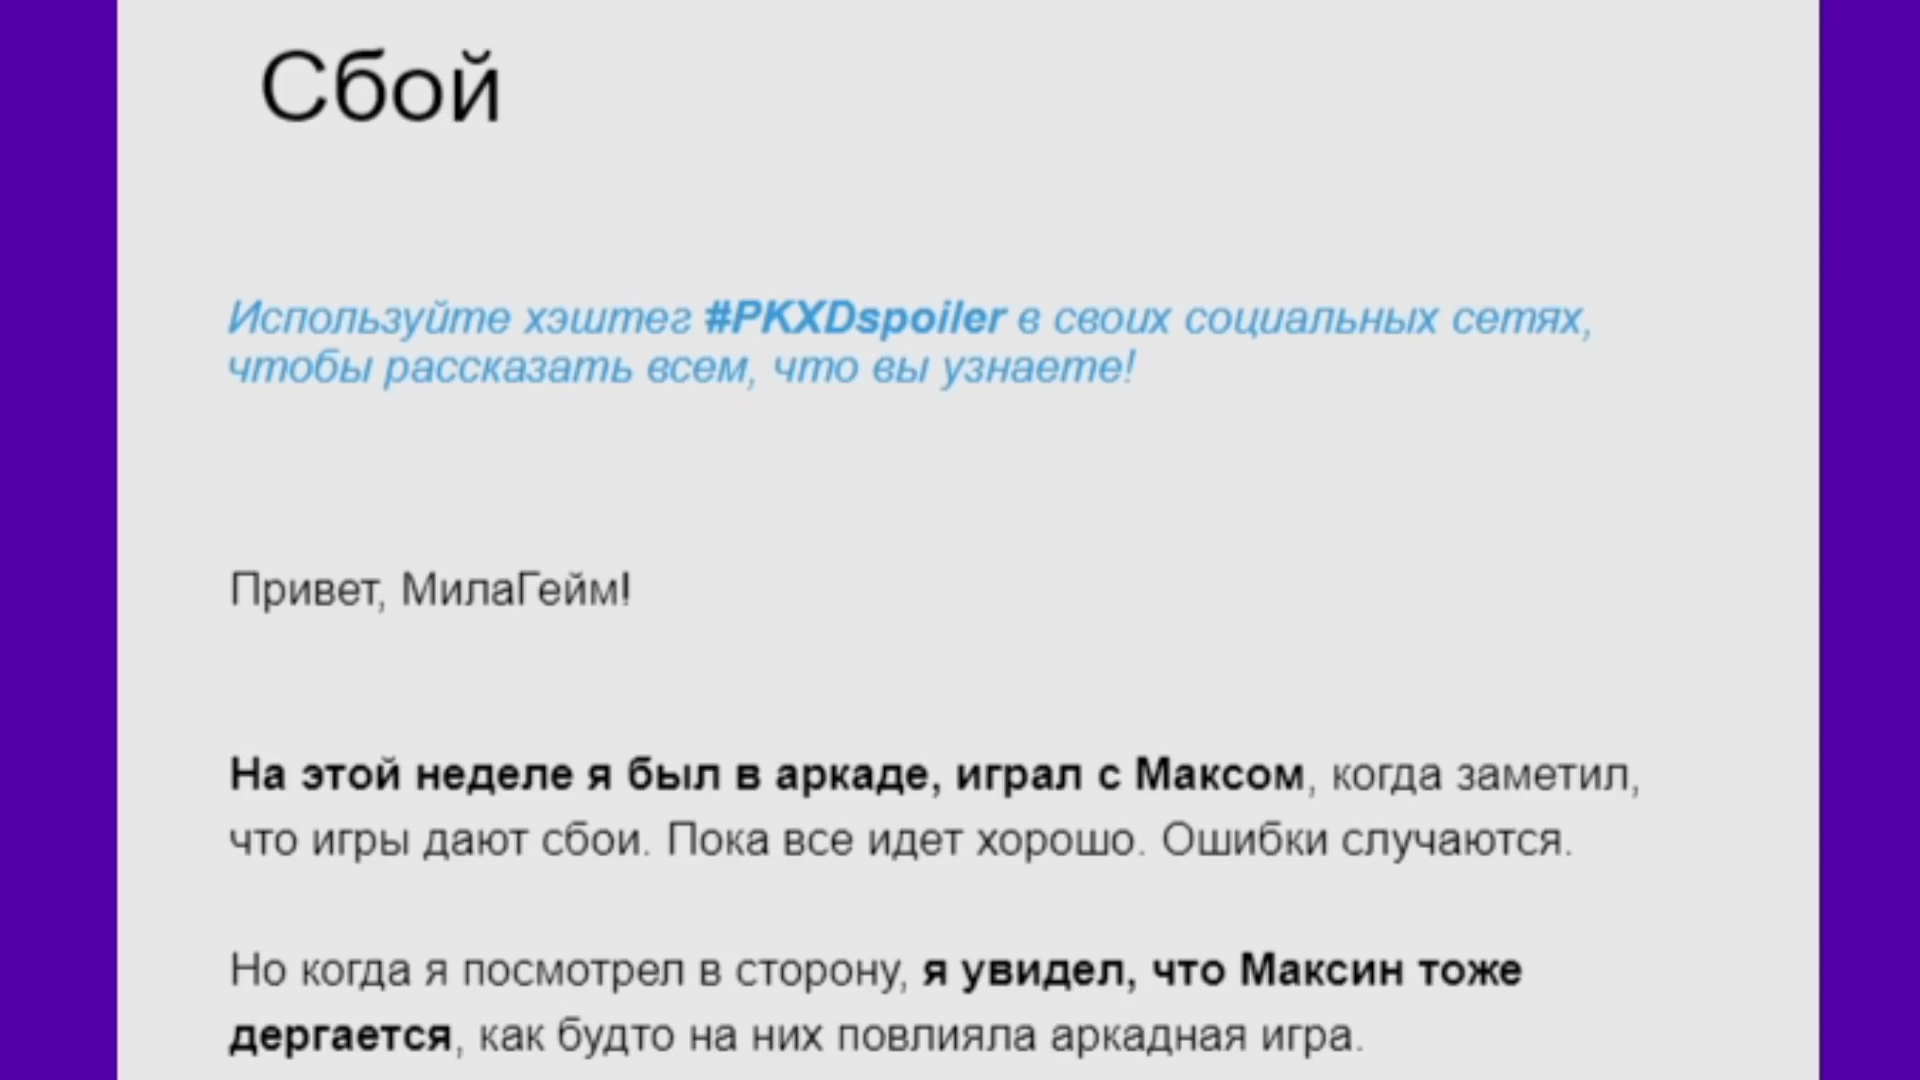 Сбой
Используйте хэштег #PKXDspoiler в своих социальных сетях,
чтобы рассказать всем, что вы узнаете!
Привет, МилаГейм!
На этой неделе я был в аркаде, играл с Максом, когда заметил,
что игры дают сбои. Пока все идет хорошо. Ошибки случаются.
Но когда я посмотрел в сторону, я увидел, что Максин тоже
дергается, как будто на них повлияла аркадная игра.